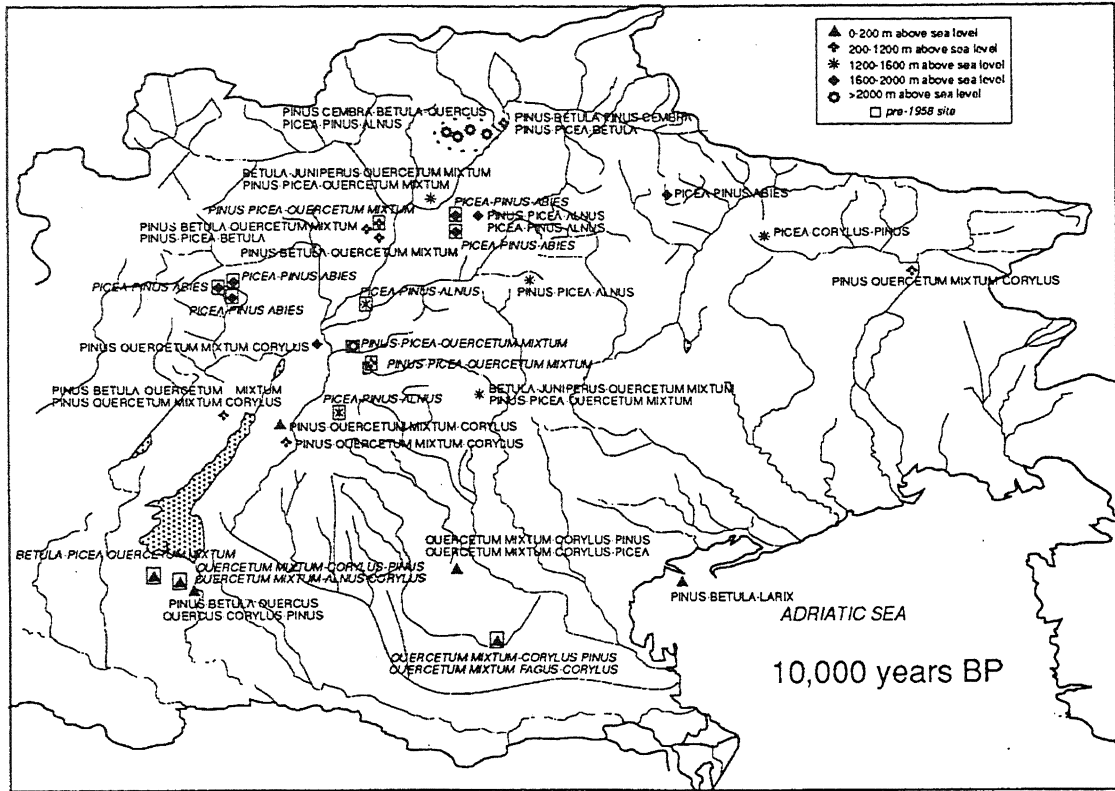 0-200 m above sea level
200-1200 m above sea level
1200-1600 m above sea level
1600-2000 m above sea level
>2000 m above sea level
pre-1958 site
PINUS CEMBRA·BETULA·QUERCUS
PICEA·PINUS·ALNUS
PINUS·BETULA·PINUS·CEMBRA
PINUS·PICEA·BETULA
BETULA·JUNIPERUS·QUERCETUM MIXTUM
PINUS·PICEA·QUERCETUM MIXTUM
PICEA·PINUS·ABIES
PICEA·PINUS·ABIES
PINUS·PICEA·QUERCETUM MIXTUM
PINUS·PICEA·ALNUS
PICEA·PINUS·ALNUS
PINUS·BETULA·QUERCETUM MIXTUM
PINUS·PICEA·BETULA
PICEA·CORYLUS·PINUS
PICEA·PINUS·ABIES
PINUS·BETULA·QUERCETUM MIXTUM
PICEA·PINUS·ABIES
PINUS·QUERCETUM MIXTUM·CORYLUS
PICEA·PINUS·ABIES
PICEA·PINUS·ALNUS
PINUS·PICEA·ALNUS
PICEA·PINUS·ABIES
PINUS·QUERCETUM MIXTUM·CORYLUS
PINUS·PICEA·QUERCETUM MIXTUM
PINUS·PICEA·QUERCETUM MIXTUM
PINUS·BETULA·QUERCETUM MIXTUM
PINUS·QUERCETUM MIXTUM·CORYLUS
BETULA·JUNIPERUS·QUERCETUM MIXTUM
PINUS·PICEA·QUERCETUM MIXTUM
PICEA·PINUS·ALNUS
PINUS·QUERCETUM MIXTUM·CORYLUS
PINUS·QUERCETUM MIXTUM·CORYLUS
QUERCETUM MIXTUM·CORYLUS·PINUS
QUERCETUM MIXTUM·CORYLUS·PICEA
BETULA·PICEA·QUERCETUM MIXTUM
QUERCETUM MIXTUM·CORYLUS·PINUS
QUERCETUM MIXTUM·ALNUS·CORYLUS
PINUS·BETULA·QUERCUS
QUERCUS·CORYLUS·PINUS
PINUS·BETULA·LARIX
ADRIATIC SEA
QUERCETUM MIXTUM·CORYLUS·PINUS
QUERCETUM MIXTUM·FAGUS·CORYLUS
10,000 years BP